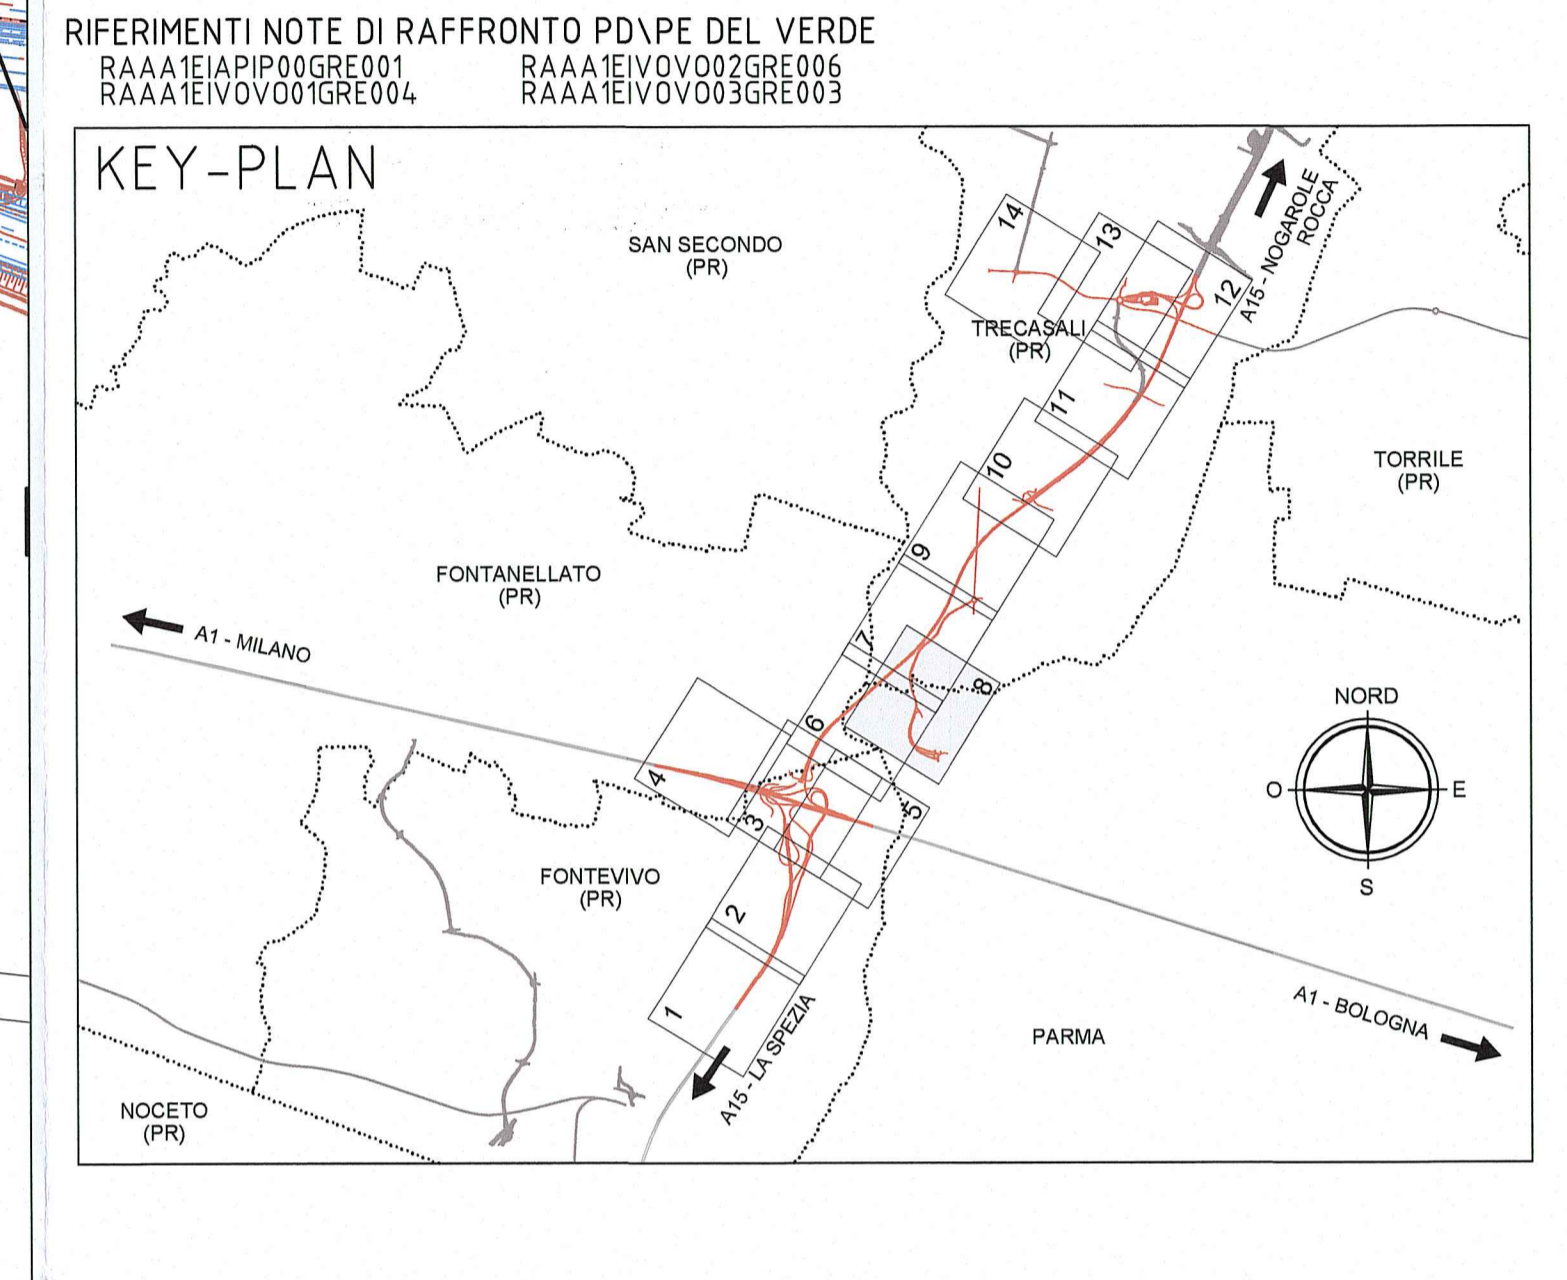 RIFERIMENTI NOTE DI RAFFRONTO PD\PE DEL VERDE
RAAA1EIAPIP00GRE001 RAAA1EIVOVO02GRE006
RAAA1EIVOVO01GRE004 RAAA1EIVOVO03GRE003
KEY-PLAN
SAN SECONDO
(PR)
14
13
12
A15 - NOGAROLE
ROCCA
TRECASALI
(PR)
11
TORRILE
(PR)
10
9
FONTANELLATO
(PR)
A1 - MILANO
7
8
NORD
O
E
S
6
4
5
3
FONTEVIVO
(PR)
2
1
A15 - LA SPEZIA
PARMA
A1 - BOLOGNA
NOCETO
(PR)